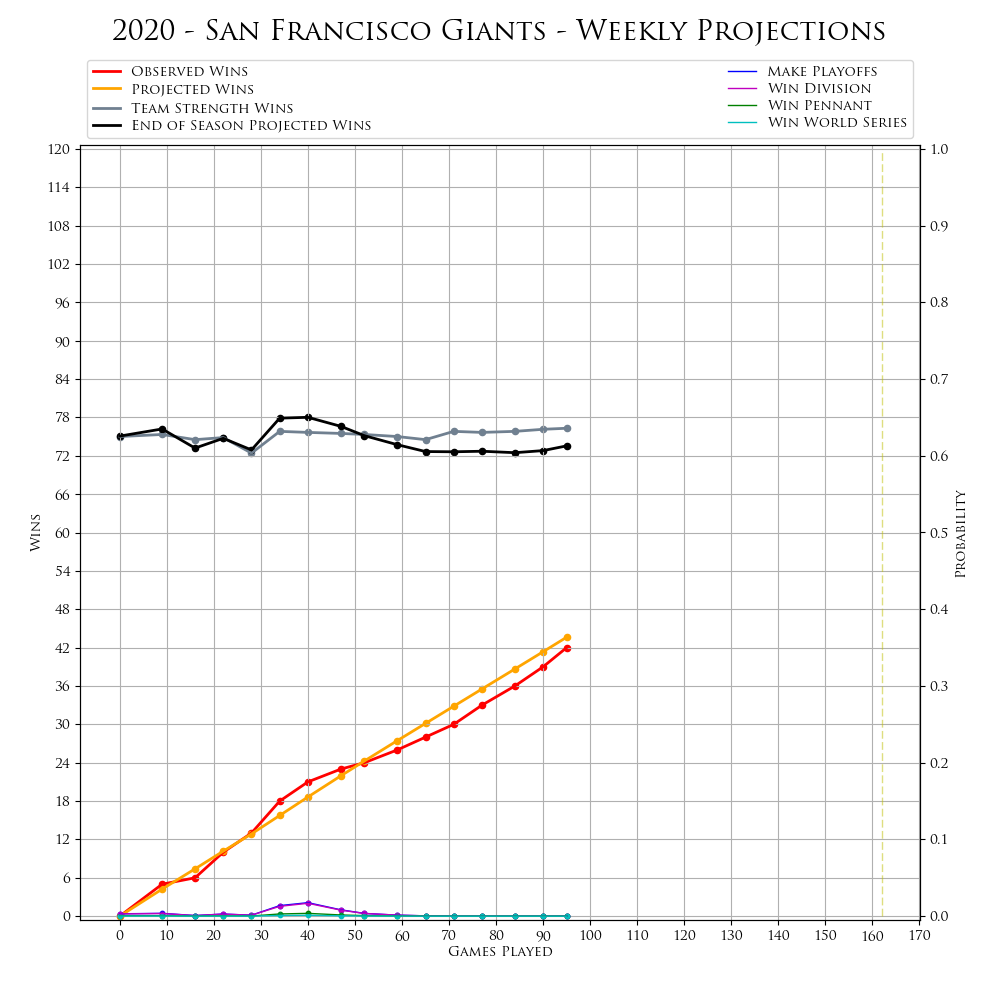 2020 - San Francisco Giants - Weekly Projections
Observed Wins
Projected Wins
Team Strength Wins
End of Season Projected Wins
Make Playoffs
Win Division
Win Pennant
Win World Series
120
114
108
102
96
90
84
78
72
66
60
54
48
42
36
30
24
18
12
6
0
Wins
1.0
0.9
0.8
0.7
0.6
0.5
0.4
0.3
0.2
0.1
0.0
Probability
0 10 20 30 40 50 60 70 80 90 100 110 120 130 140 150 160 170
Games Played